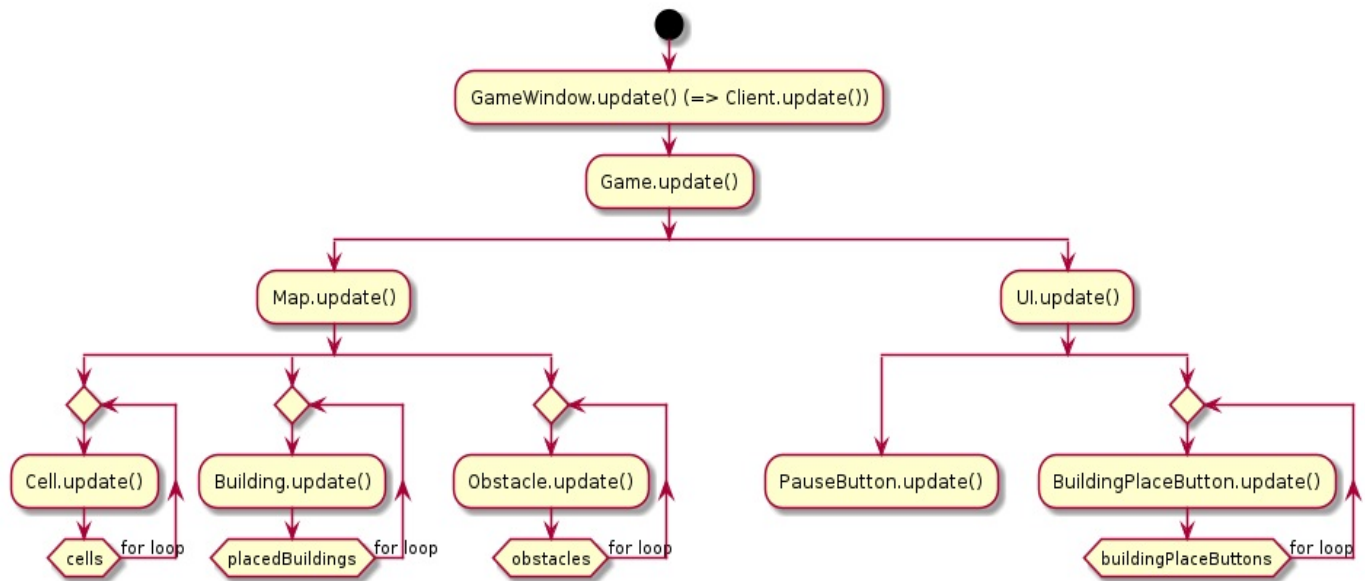 GameWindow.update() (=> Client.update())
Game.update()
Map.update()
UI.update()
Cell.update()
Building.update()
Obstacle.update()
PauseButton.update()
BuildingPlaceButton.update()
cells
for loop
placedBuildings
for loop
obstacles
for loop
buildingPlaceButtons
for loop